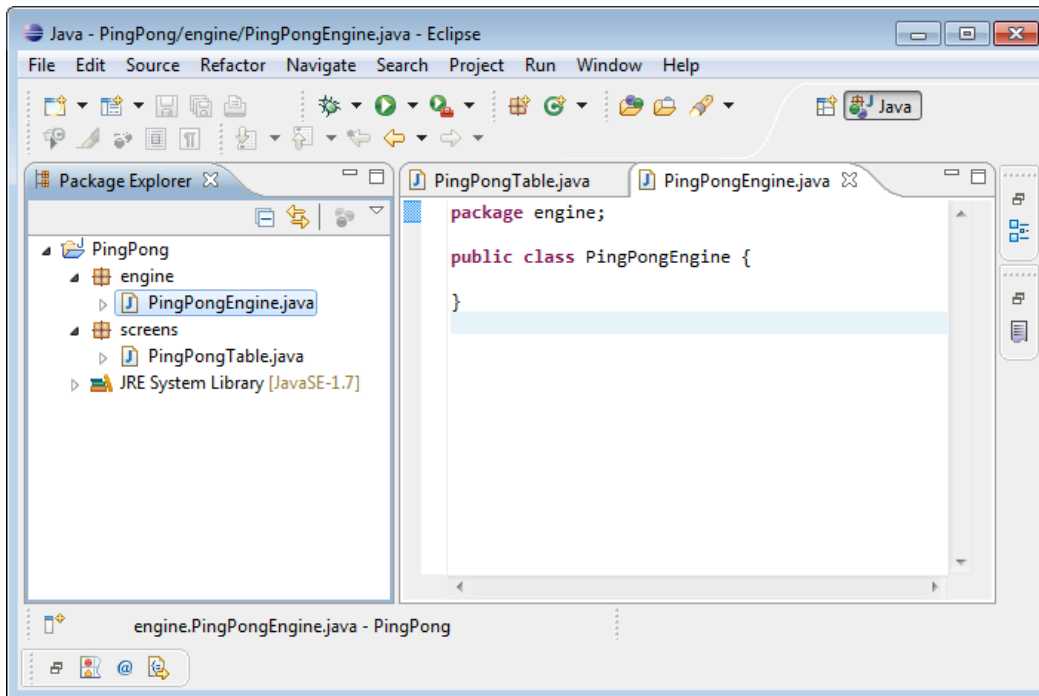 Java - PingPong/engine/PingPongEngine.java - Eclipse
File Edit Source Refactor Navigate Search Project Run Window Help
Java
Package Explorer
PingPong
engine
PingPongEngine.java
screens
PingPongTable.java
JRE System Library [JavaSE-1.7]
PingPongTable.java PingPongEngine.java
package engine;
public class PingPongEngine {
}
engine.PingPongEngine.java - PingPong